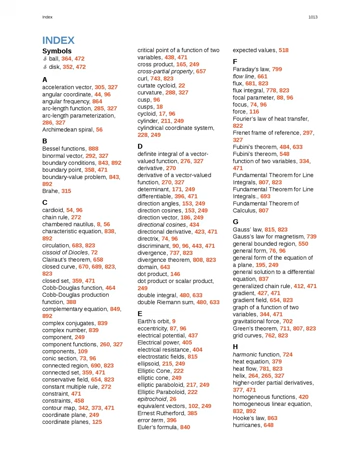 Index
1013
INDEX
Symbols
δ ball, 364, 472
δ disk, 352, 472
A
acceleration vector, 305, 327
angular coordinate, 44, 96
angular frequency, 864
arc-length function, 285, 327
arc-length parameterization,
286, 327
Archimedean spiral, 56
B
Bessel functions, 888
binormal vector, 292, 327
boundary conditions, 843, 892
boundary point, 358, 471
boundary-value problem, 843,
892
Brahe, 315
C
cardioid, 54, 96
chain rule, 272
chambered nautilus, 8, 56
characteristic equation, 838,
892
circulation, 683, 923
cissoid of Diocles, 72
Clairaut's theorem, 658
closed curve, 670, 689, 823,
823
closed set, 359, 471
Cobb-Douglas function, 464
Cobb-Douglas production
function, 388
complementary equation, 849,
892
complex conjugates, 839
complex number, 839
component, 249
component functions, 260, 327
components, 109
conic section, 73, 96
connected region, 690, 823
connected set, 359, 471
conservative field, 654, 823
constant multiple rule, 272
constraint, 471
constraints, 458
contour map, 342, 373, 471
coordinate plane, 249
coordinate planes, 125
critical point of a function of two
variables, 438, 471
cross product, 165, 249
cross-partial property, 657
curl, 743, 823
curtate cycloid, 22
curvature, 288, 327
cusp, 96
cusps, 18
cycloid, 17, 96
cylinder, 211, 249
cylindrical coordinate system,
228, 249
D
definite integral of a vector-
valued function, 276, 327
derivative, 270
derivative of a vector-valued
function, 270, 327
determinant, 171, 249
differentiable, 396, 471
direction angles, 153, 249
direction cosines, 153, 249
direction vector, 186, 249
directional cosines, 434
directional derivative, 423, 471
directrix, 74, 96
discriminant, 90, 96, 443, 471
divergence, 737, 823
divergence theorem, 808, 823
domain, 643
dot product, 146
dot product or scalar product,
249
double integral, 480, 633
double Riemann sum, 480, 633
E
Earth's orbit, 9
eccentricity, 87, 96
electrical potential, 437
Electrical power, 405
electrical resistance, 404
electrostatic fields, 815
ellipsoid, 215, 249
Elliptic Cone, 222
elliptic cone, 249
elliptic paraboloid, 217, 249
Elliptic Paraboloid, 222
epitrochoid, 26
equivalent vectors, 102, 249
Ernest Rutherford, 385
error term, 396
Euler's formula, 840
expected values, 518
F
Faraday's law, 799
flow line, 661
flux, 681, 823
flux integral, 778, 823
focal parameter, 88, 96
focus, 74, 96
force, 116
Fourier's law of heat transfer,
822
Frenet frame of reference, 297,
327
Fubini's theorem, 484, 633
Fubini's thereom, 548
function of two variables, 334,
471
Fundamental Theorem for Line
Integrals, 807, 823
Fundamental Theorem for Line
Integrals., 693
Fundamental Theorem of
Calculus, 807
G
Gauss' law, 815, 823
Gauss's law for magnetism, 739
general bounded region, 550
general form, 76, 96
general form of the equation of
a plane, 195, 249
general solution to a differential
equation, 837
generalized chain rule, 412, 471
gradient, 427, 471
gradient field, 654, 823
graph of a function of two
variables, 344, 471
gravitational force, 702
Green's theorem, 711, 807, 823
grid curves, 762, 823
H
harmonic function, 724
heat equation, 379
heat flow, 781, 823
helix, 264, 265, 327
higher-order partial derivatives,
377, 471
homogeneous functions, 420
homogeneous linear equation,
832, 892
Hooke's law, 863
hurricanes, 648